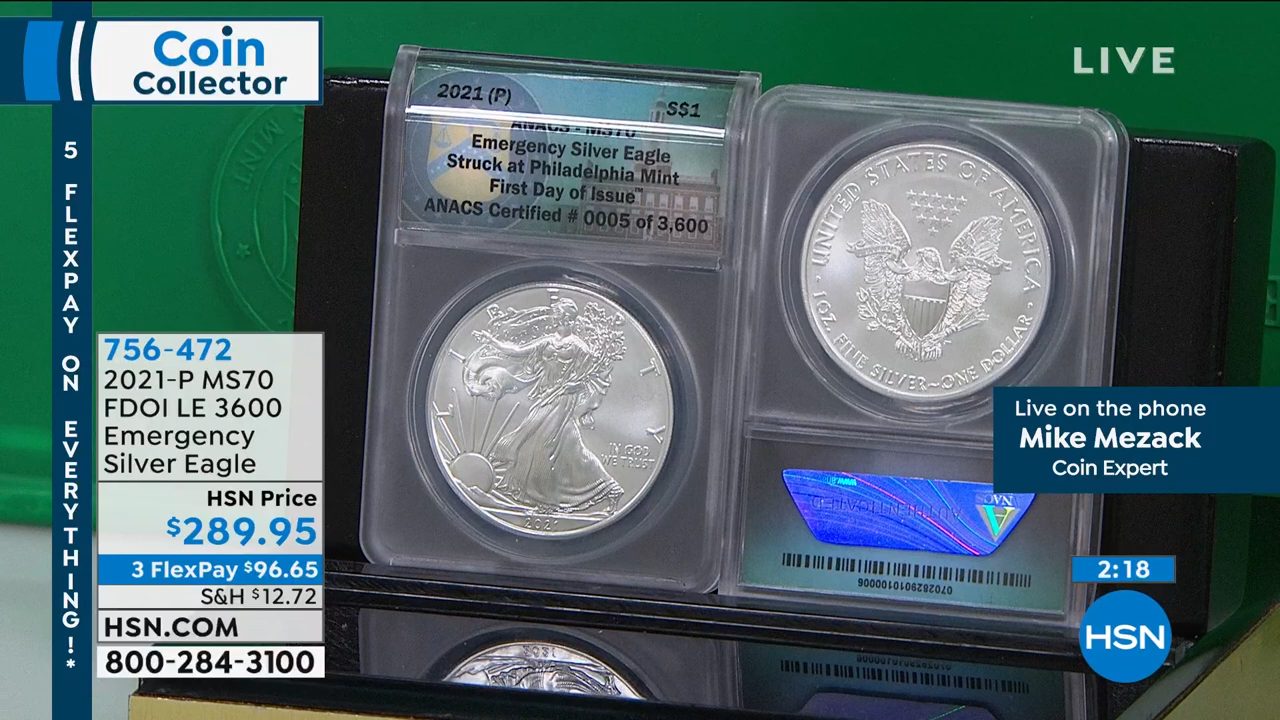 Coin
Collector
LIVE
5 FLEXPAY ON EVERYTHING!*
756-472
2021-P MS70
FDOI LE 3600
Emergency
Silver Eagle
HSN Price
$289.95
3 FlexPay $96.65
S&H $12.72
HSN.COM
800-284-3100
2021 (P)
S$1
ANACS - MS70
Emergency Silver Eagle
Struck at Philadelphia Mint
First Day of Issue™
ANACS Certified # 0005 of 3,600
LIBERTY
IN GOD
WE TRUST
2021
UNITED STATES OF AMERICA
1 OZ. FINE SILVER~ONE DOLLAR
Live on the phone
Mike Mezack
Coin Expert
0702829010100006
2:18
HSN
2021